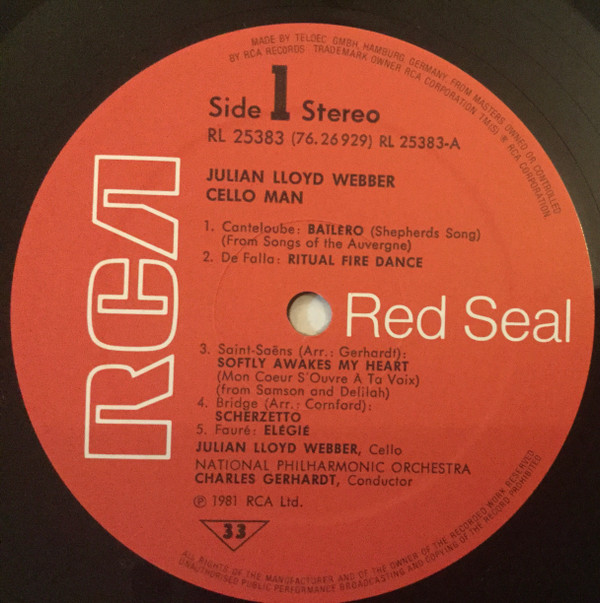 MADE BY TELDEC GMBH, HAMBURG, GERMANY, FROM MASTERS OWNED OR CONTROLLED
BY RCA RECORDS TRADEMARK OWNER RCA CORPORATION TM(S) ® RCA CORPORATION.
Side 1 Stereo
RL 25383 (76.26929) RL 25383-A
JULIAN LLOYD WEBBER
CELLO MAN
1. Canteloube: BAÏLERO (Shepherds Song)
(From Songs of the Auvergne)
2. De Falla: RITUAL FIRE DANCE
RCA
Red Seal
3. Saint-Saëns (Arr.: Gerhardt):
SOFTLY AWAKES MY HEART
(Mon Coeur S'Ouvre À Ta Vaix)
(from Samson and Delilah)
4. Bridge (Arr.: Cornford):
SCHERZETTO
5. Fauré: ELÉGIÉ
JULIAN LLOYD WEBBER, Cello
NATIONAL PHILHARMONIC ORCHESTRA
CHARLES GERHARDT, Conductor
℗ 1981 RCA Ltd.
33
ALL RIGHTS OF THE MANUFACTURER AND OF THE OWNER OF THE RECORDED WORK RESERVED
UNAUTHORISED PUBLIC PERFORMANCE BROADCASTING AND COPYING OF THE RECORD PROHIBITED